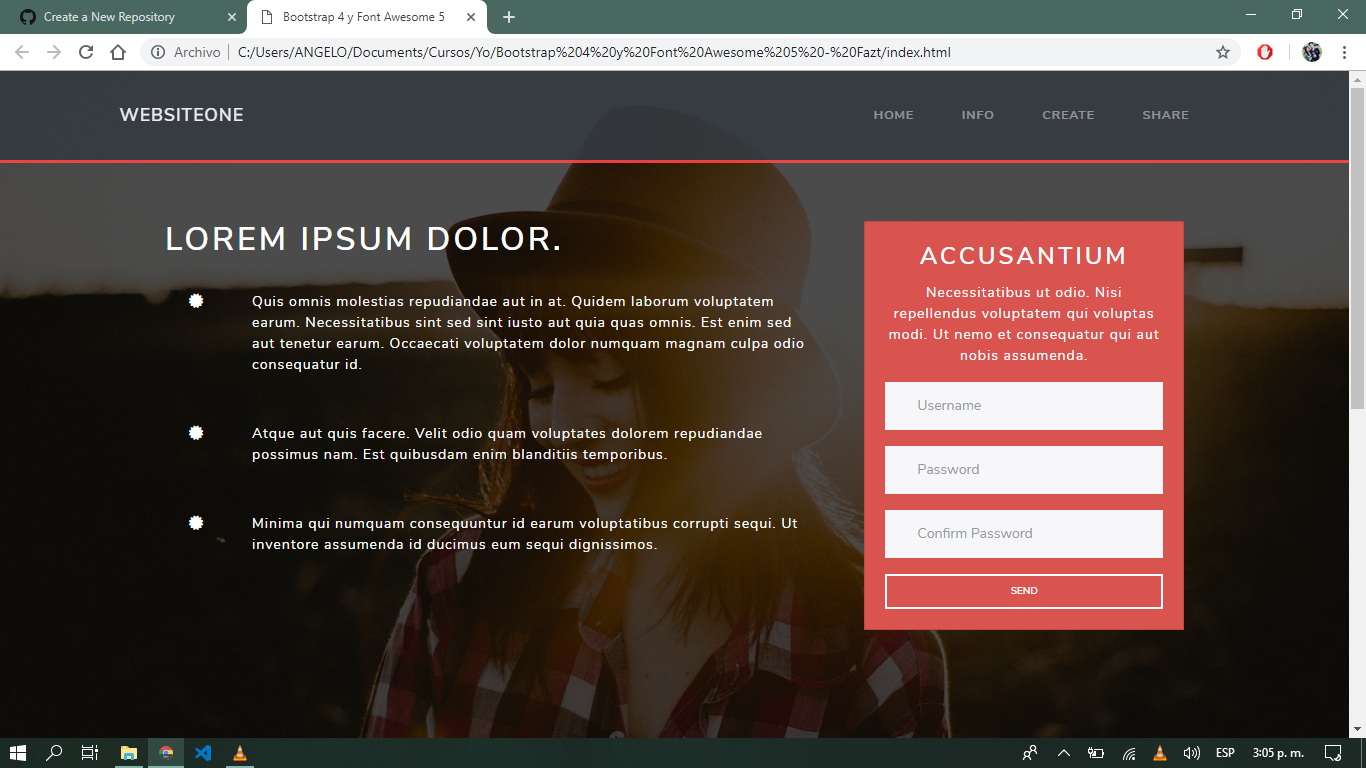 Create a New Repository
Bootstrap 4 y Font Awesome 5
Archivo
C:/Users/ANGELO/Documents/Cursos/Yo/Bootstrap%204%20y%20Font%20Awesome%205%20-%20Fazt/index.html
WEBSITEONE
HOME
INFO
CREATE
SHARE
LOREM IPSUM DOLOR.
Quis omnis molestias repudiandae aut in at. Quidem laborum voluptatem
earum. Necessitatibus sint sed sint iusto aut quia quas omnis. Est enim sed
aut tenetur earum. Occaecati voluptatem dolor numquam magnam culpa odio
consequatur id.
Atque aut quis facere. Velit odio quam voluptates dolorem repudiandae
possimus nam. Est quibusdam enim blanditiis temporibus.
Minima qui numquam consequuntur id earum voluptatibus corrupti sequi. Ut
inventore assumenda id ducimus eum sequi dignissimos.
ACCUSANTIUM
Necessitatibus ut odio. Nisi
repellendus voluptatem qui voluptas
modi. Ut nemo et consequatur qui aut
nobis assumenda.
Username
Password
Confirm Password
SEND
ESP
3:05 p. m.